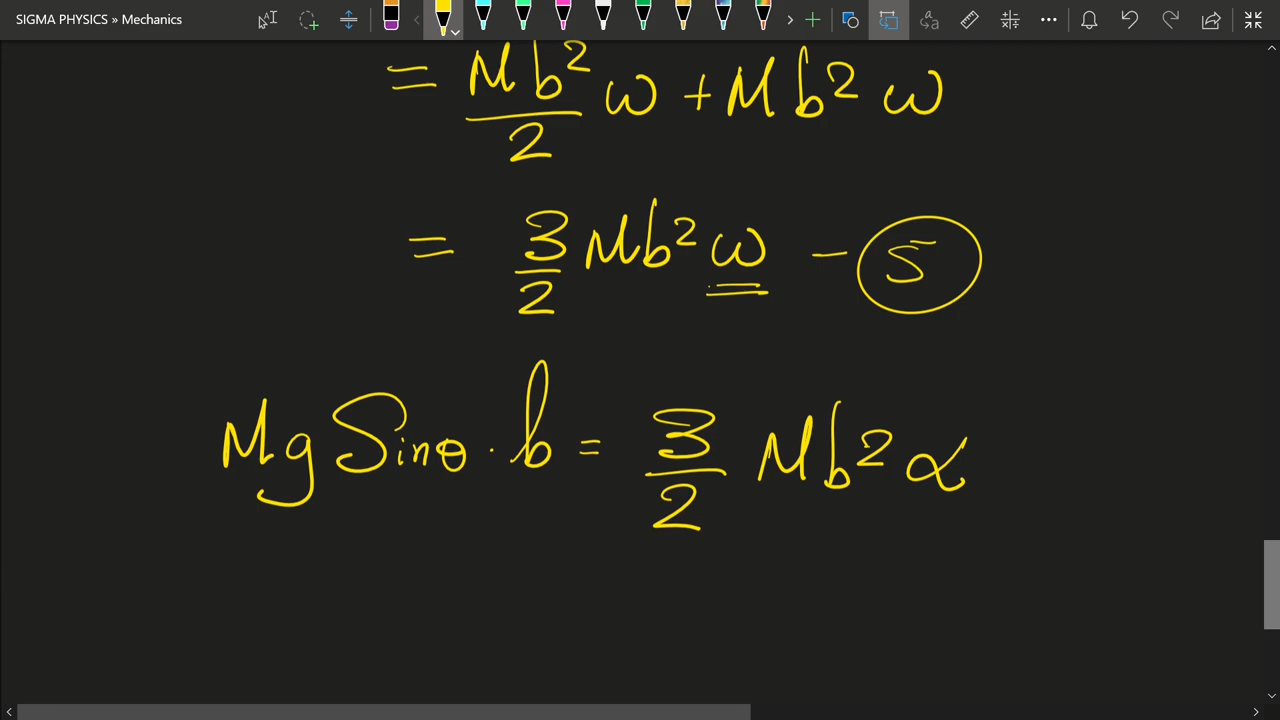 SIGMA PHYSICS » Mechanics
= Mb²/2 ω + Mb² ω
= 3/2 Mb² ω – 5
Mg Sinθ · b = 3/2 Mb² α